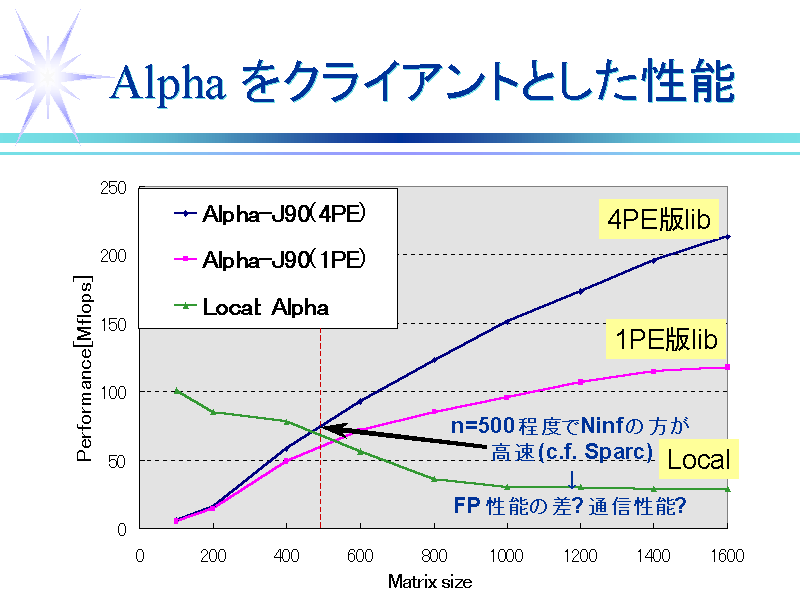 Alpha をクライアントとした性能
250
200
150
100
50
0
Performance[Mflops]
Alpha-J90(4PE)
Alpha-J90(1PE)
Local: Alpha
4PE版lib
1PE版lib
n=500程度でNinfの方が
高速(c.f. Sparc)
↓
FP性能の差?通信性能?
Local
0 200 400 600 800 1000 1200 1400 1600
Matrix size